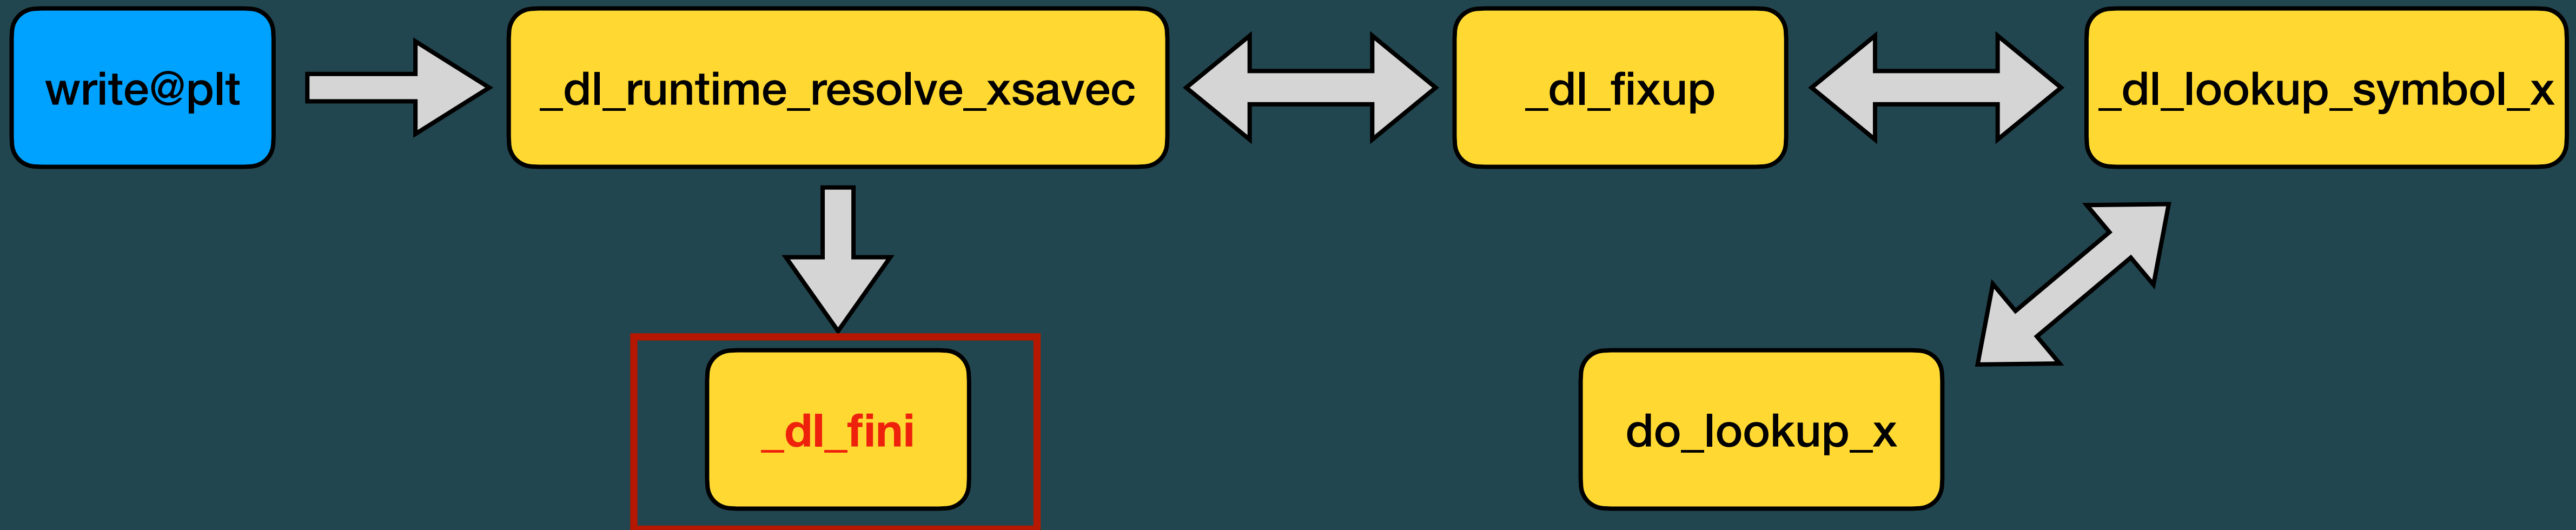 write@plt
_dl_runtime_resolve_xsavec
_dl_fixup
_dl_lookup_symbol_x
_dl_fini
do_lookup_x